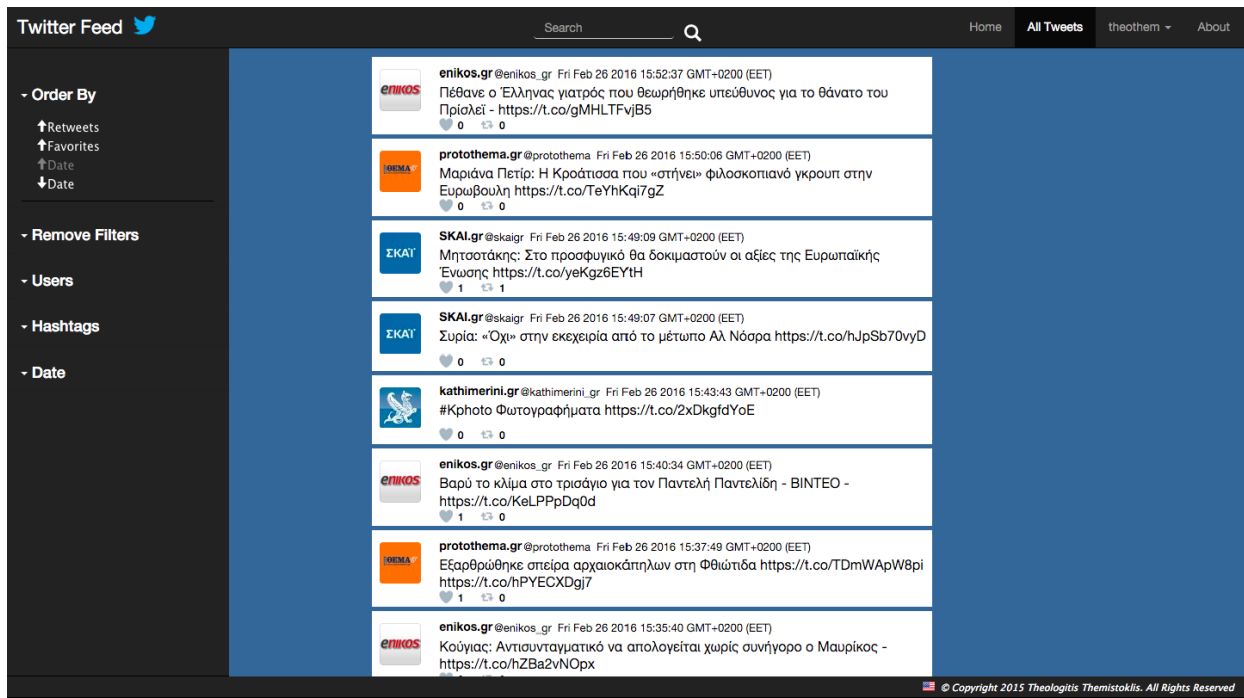 Twitter Feed
Search
Home
All Tweets
theothem
About
Order By
Retweets
Favorites
Date
Date
Remove Filters
Users
Hashtags
Date
enikos
enikos.gr @enikos_gr Fri Feb 26 2016 15:52:37 GMT+0200 (EET)
Πέθανε ο Έλληνας γιατρός που θεωρήθηκε υπεύθυνος για το θάνατο του
Πρίσλεϊ - https://t.co/gMHLTFvjB5
0 0
ΘΕΜΑ
protothema.gr @protothema Fri Feb 26 2016 15:50:06 GMT+0200 (EET)
Μαριάνα Πετίρ: Η Κροάτισσα που «στήνει» φιλοσκοπιανό γκρουπ στην
Ευρωβουλη https://t.co/TeYhKqi7gZ
0 0
ΣΚΑΪ
SKAI.gr @skaigr Fri Feb 26 2016 15:49:09 GMT+0200 (EET)
Μητσοτάκης: Στο προσφυγικό θα δοκιμαστούν οι αξίες της Ευρωπαϊκής
Ένωσης https://t.co/yeKgz6EYtH
1 1
ΣΚΑΪ
SKAI.gr @skaigr Fri Feb 26 2016 15:49:07 GMT+0200 (EET)
Συρία: «Όχι» στην εκεχειρία από το μέτωπο Αλ Νόσρα https://t.co/hJpSb70vyD
0 0
kathimerini.gr @kathimerini_gr Fri Feb 26 2016 15:43:43 GMT+0200 (EET)
#Kphoto Φωτογραφήματα https://t.co/2xDkgfdYoE
0 0
enikos
enikos.gr @enikos_gr Fri Feb 26 2016 15:40:34 GMT+0200 (EET)
Βαρύ το κλίμα στο τρισάγιο για τον Παντελή Παντελίδη - ΒΙΝΤΕΟ -
https://t.co/KeLPPpDq0d
1 0
ΘΕΜΑ
protothema.gr @protothema Fri Feb 26 2016 15:37:49 GMT+0200 (EET)
Εξαρθρώθηκε σπείρα αρχαιοκάπηλων στη Φθιώτιδα https://t.co/TDmWApW8pi
https://t.co/hPYECXDgj7
1 0
enikos
enikos.gr @enikos_gr Fri Feb 26 2016 15:35:40 GMT+0200 (EET)
Κούγιας: Αντισυνταγματικό να απολογείται χωρίς συνήγορο ο Μαυρίκος -
https://t.co/hZBa2vNOpx
© Copyright 2015 Theologitis Themistoklis. All Rights Reserved